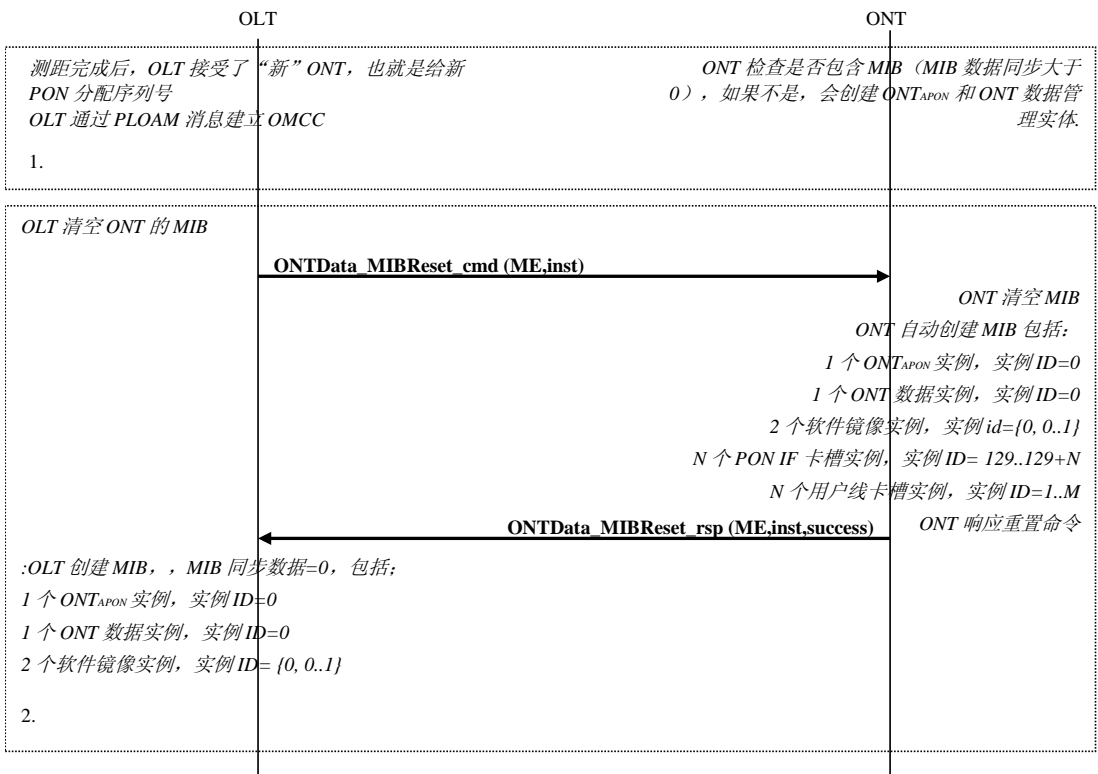 OLT
ONT
测距完成后，OLT 接受了“新”ONT，也就是给新
PON 分配序列号
OLT 通过 PLOAM 消息建立 OMCC
1.
ONT 检查是否包含 MIB（MIB 数据同步大于
0），如果不是，会创建 ONTAPON 和 ONT 数据管
理实体.
OLT 清空 ONT 的 MIB
ONTData_MIBReset_cmd (ME,inst)
ONT 清空 MIB
ONT 自动创建 MIB 包括：
1 个 ONTAPON 实例，实例 ID=0
1 个 ONT 数据实例，实例 ID=0
2 个软件镜像实例，实例 id={0, 0..1}
N 个 PON IF 卡槽实例，实例 ID= 129..129+N
N 个用户线卡槽实例，实例 ID=1..M
ONTData_MIBReset_rsp (ME,inst,success)
ONT 响应重置命令
:OLT 创建 MIB，，MIB 同步数据=0，包括；
1 个 ONTAPON 实例，实例 ID=0
1 个 ONT 数据实例，实例 ID=0
2 个软件镜像实例，实例 ID= {0, 0..1}
2.